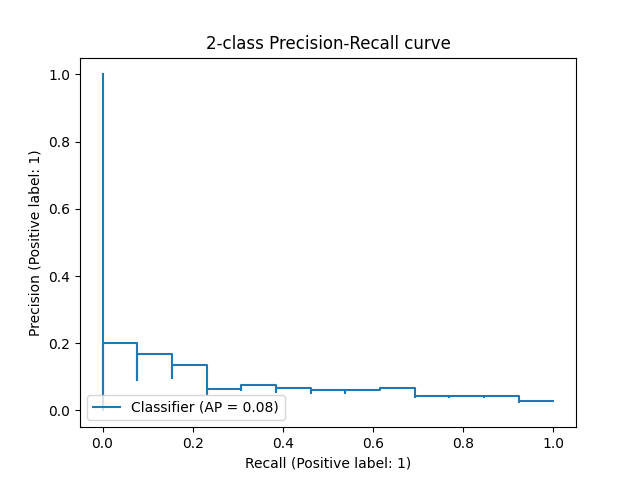 2-class Precision-Recall curve
Precision (Positive label: 1)
1.0
0.8
0.6
0.4
0.2
0.0
Classifier (AP = 0.08)
0.0 0.2 0.4 0.6 0.8 1.0
Recall (Positive label: 1)